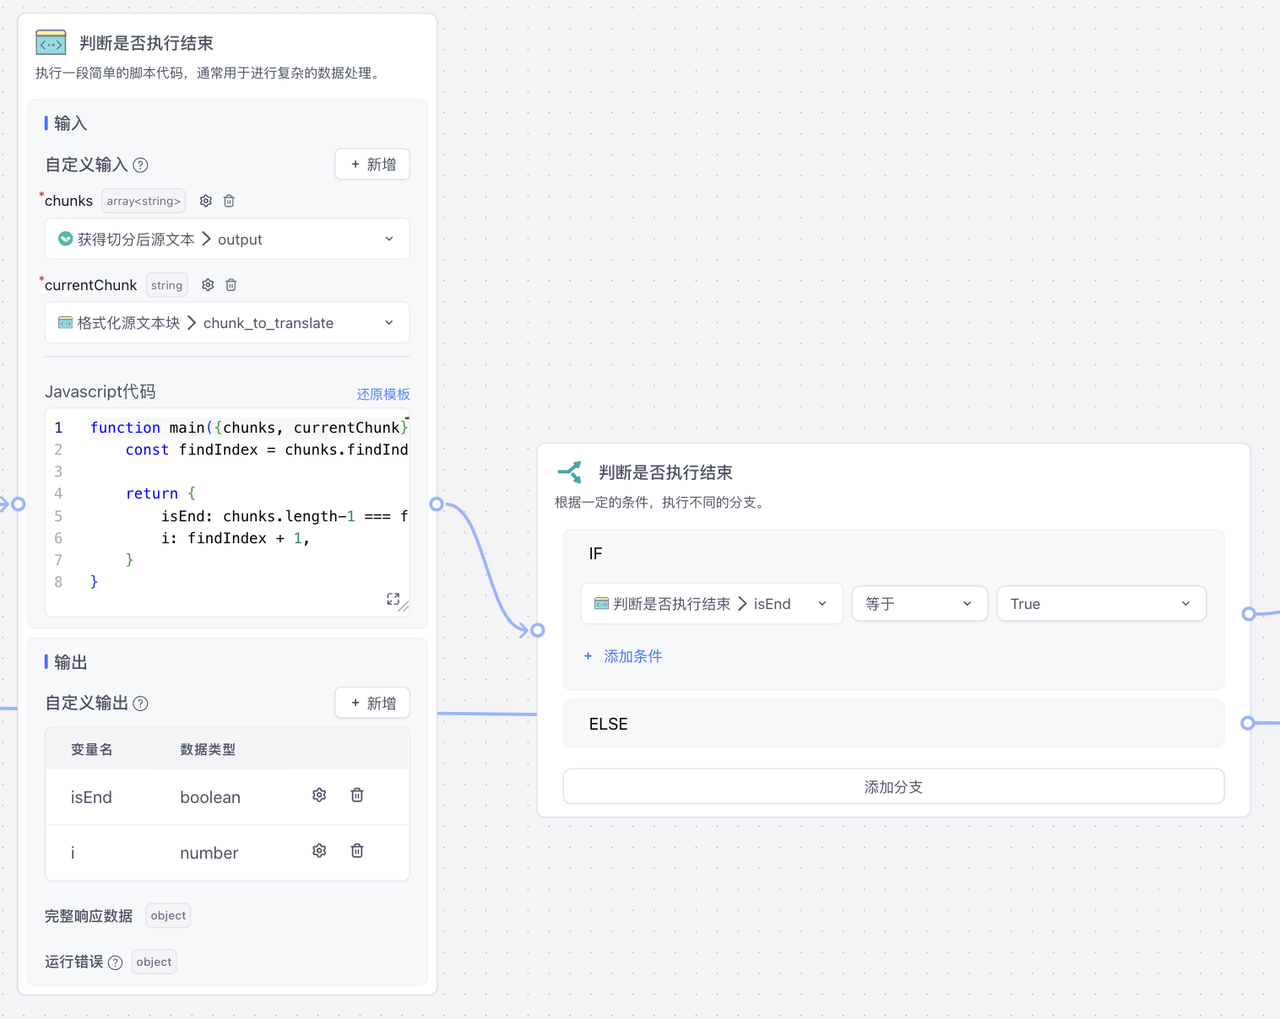 判断是否执行结束
执行一段简单的脚本代码，通常用于进行复杂的数据处理。
输入
自定义输入 ?
+ 新增
*chunks array<string>
获得切分后源文本 > output
*currentChunk string
格式化源文本块 > chunk_to_translate
Javascript代码
还原模板
1 function main({chunks, currentChunk}
2 const findIndex = chunks.findInd
3
4 return {
5 isEnd: chunks.length-1 === f
6 i: findIndex + 1,
7 }
8 }
输出
自定义输出 ?
+ 新增
变量名 数据类型
isEnd boolean
i number
完整响应数据 object
运行错误 ? object
判断是否执行结束
根据一定的条件，执行不同的分支。
IF
判断是否执行结束 > isEnd 等于 True
+ 添加条件
ELSE
添加分支